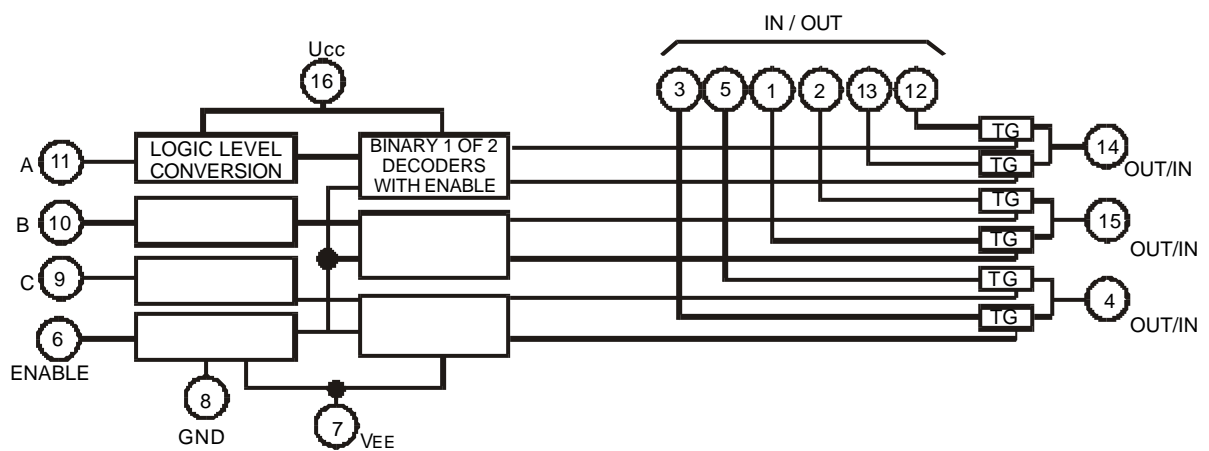 IN / OUT
Ucc
16
3 5 1 2 13 12
TG
A 11
LOGIC LEVEL
CONVERSION
BINARY 1 OF 2
DECODERS
WITH ENABLE
14
OUT/IN
TG
B 10
TG
15
OUT/IN
TG
C 9
TG
4
OUT/IN
TG
6
ENABLE
8
GND
7 VEE